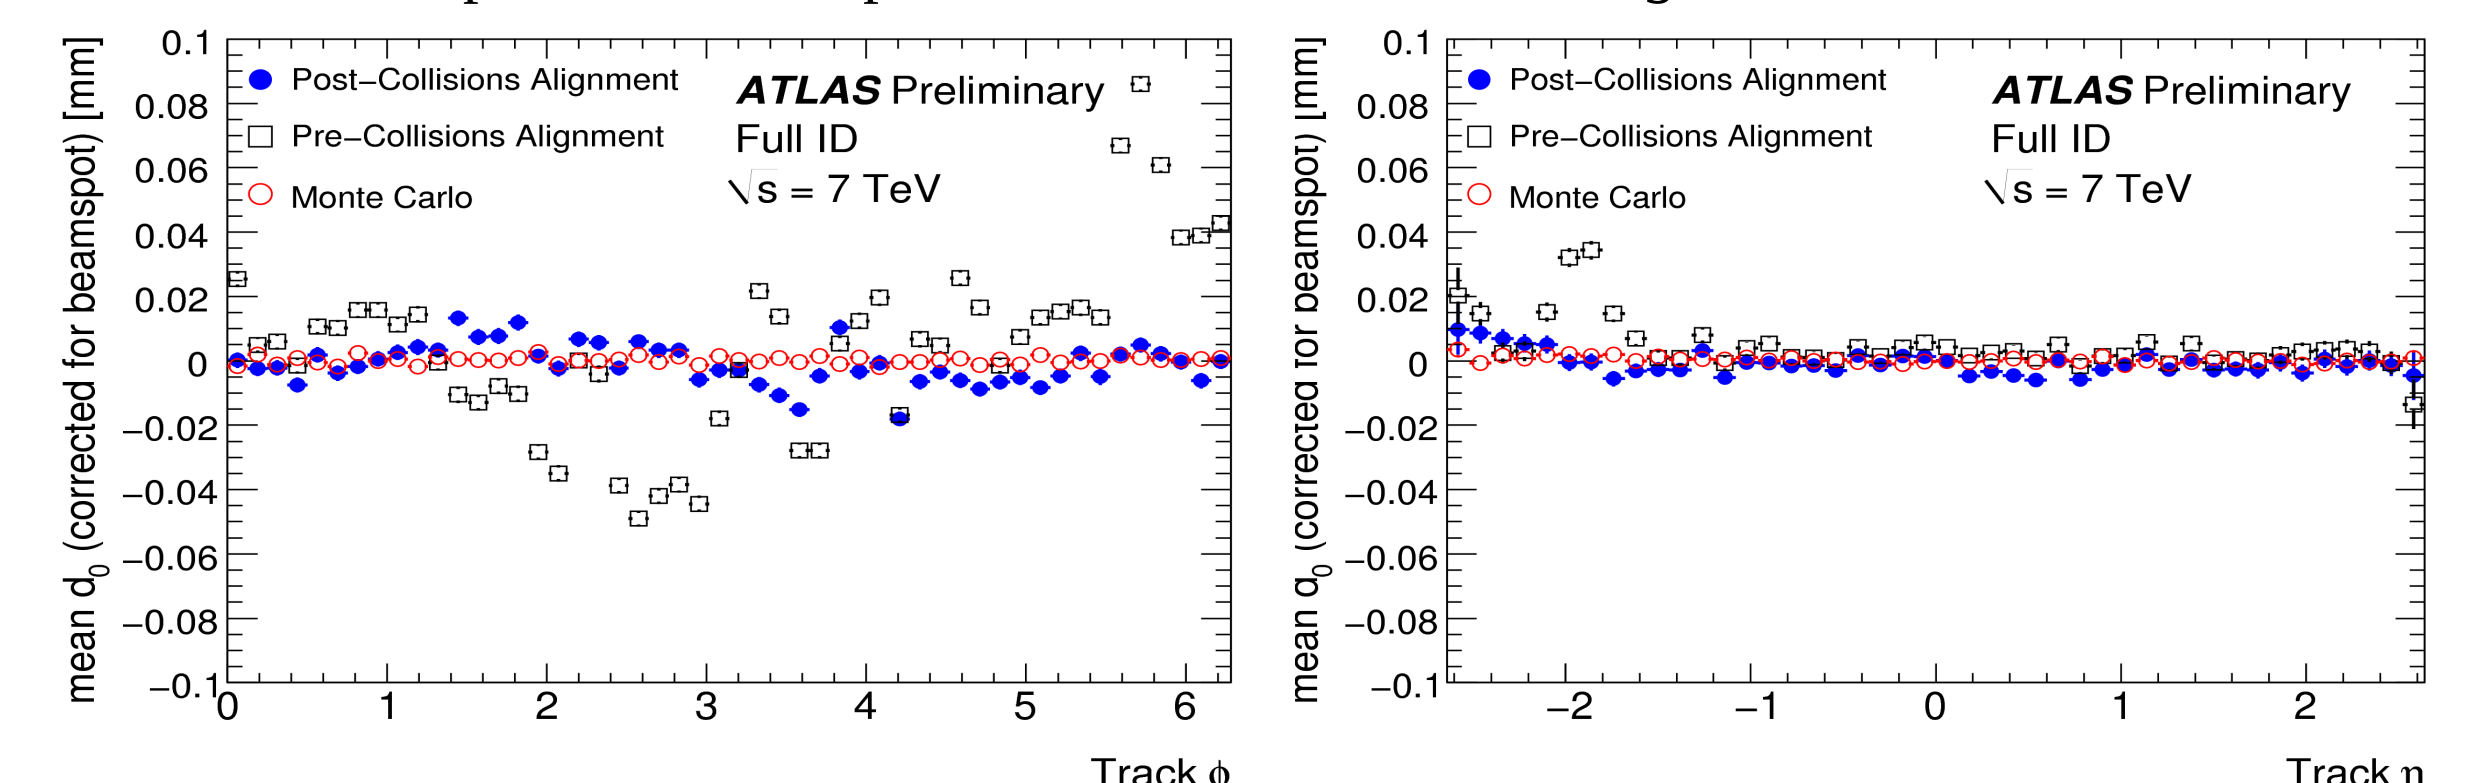 0.1
0.08
0.06
0.04
0.02
0
−0.02
−0.04
−0.06
−0.08
−0.1
mean d0 (corrected for beamspot) [mm]
Post−Collisions Alignment
Pre−Collisions Alignment
Monte Carlo
ATLAS Preliminary
Full ID
√s = 7 TeV
0 1 2 3 4 5 6
Track ϕ
0.1
0.08
0.06
0.04
0.02
0
−0.02
−0.04
−0.06
−0.08
−0.1
mean d0 (corrected for beamspot) [mm]
Post−Collisions Alignment
Pre−Collisions Alignment
Monte Carlo
ATLAS Preliminary
Full ID
√s = 7 TeV
−2 −1 0 1 2
Track η